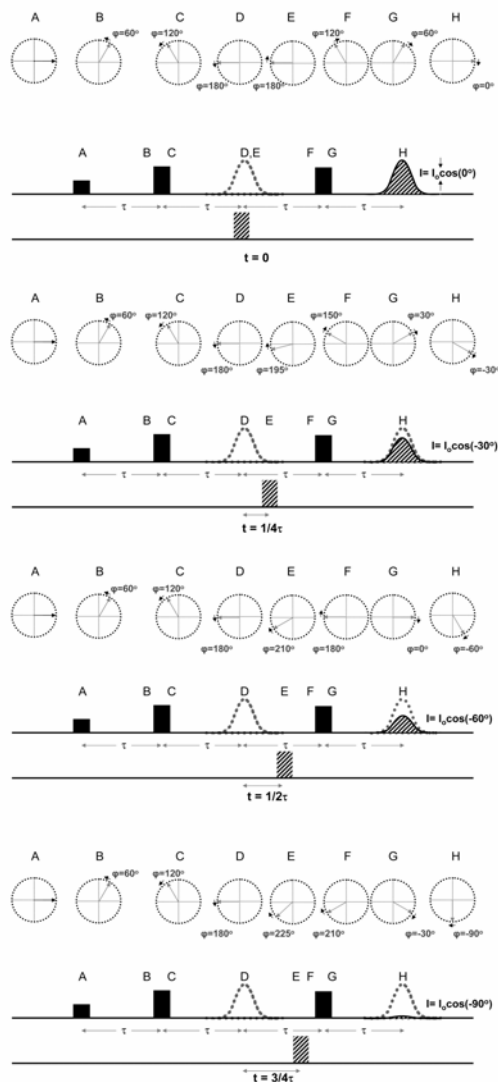 A B C D E F G H
φ=60° φ=120° φ=120° φ=60°
φ=180° φ=180° φ=0°
A B C D,E F G H
I= I₀cos(0°)
τ τ τ τ
t = 0
A B C D E F G H
φ=60° φ=120° φ=150° φ=30°
φ=180° φ=195° φ=-30°
A B C D E F G H
I= I₀cos(-30°)
τ τ τ τ
t = 1/4τ
A B C D E F G H
φ=60° φ=120°
φ=180° φ=210° φ=180° φ=0° φ=-60°
A B C D E F G H
I= I₀cos(-60°)
τ τ τ τ
t = 1/2τ
A B C D E F G H
φ=60° φ=120°
φ=180° φ=225° φ=210° φ=-30° φ=-90°
A B C D E F G H
I= I₀cos(-90°)
τ τ τ τ
t = 3/4τ